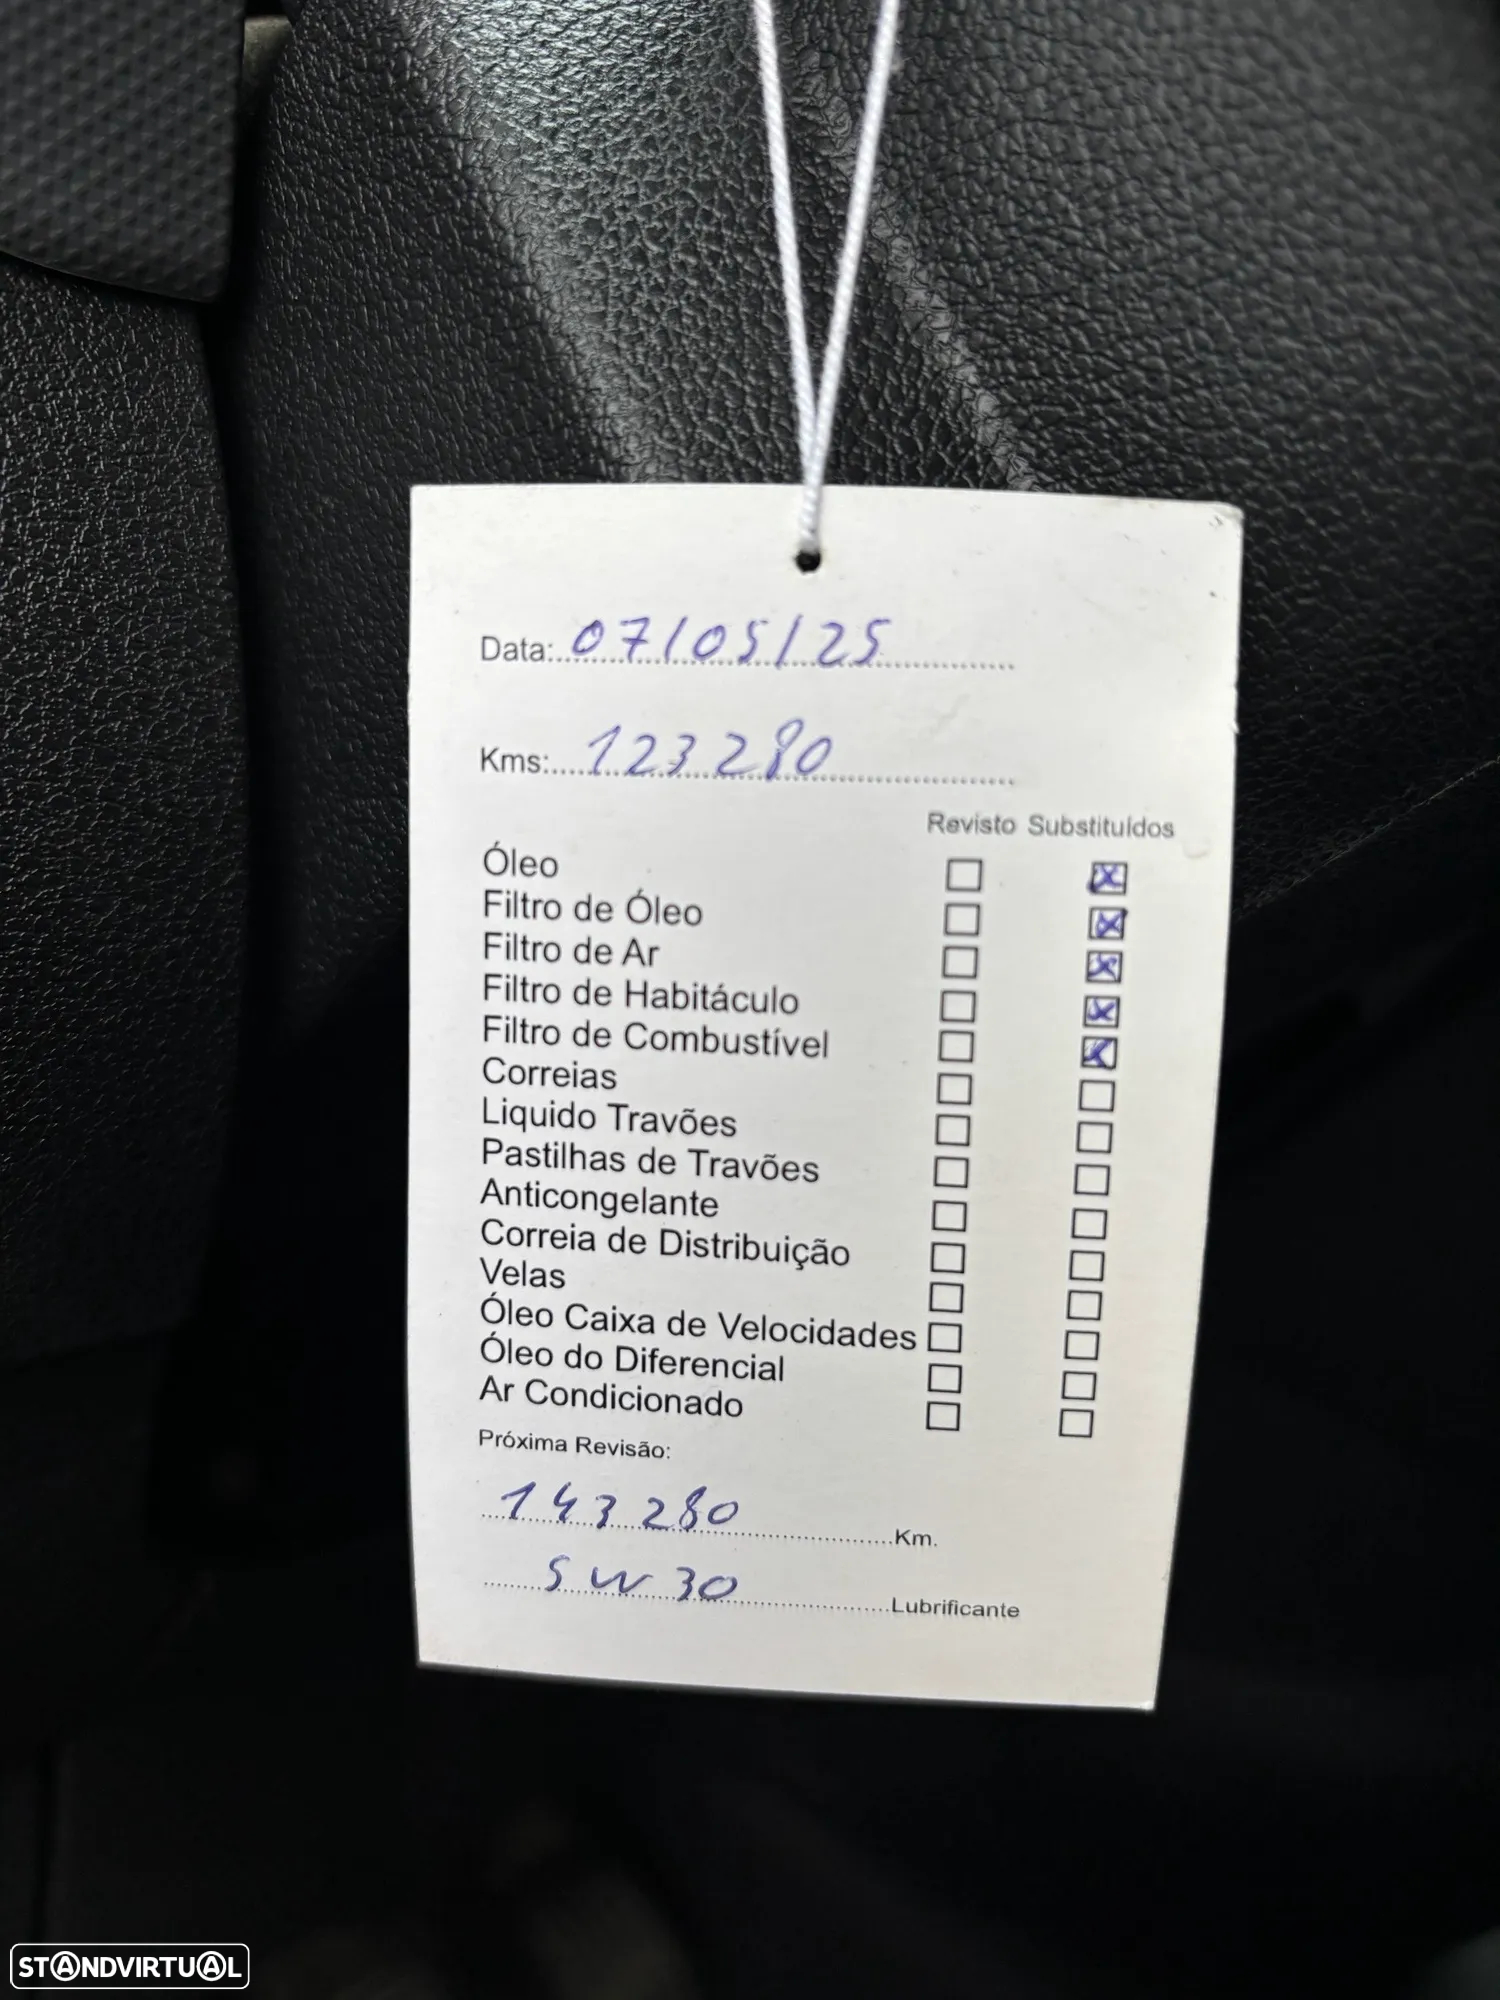 Data: 07/05/25
Kms: 123280
Revisto Substituídos
Óleo
Filtro de Óleo
Filtro de Ar
Filtro de Habitáculo
Filtro de Combustível
Correias
Liquido Travões
Pastilhas de Travões
Anticongelante
Correia de Distribuição
Velas
Óleo Caixa de Velocidades
Óleo do Diferencial
Ar Condicionado
Próxima Revisão:
143280 Km.
5W30 Lubrificante
STANDVIRTUAL